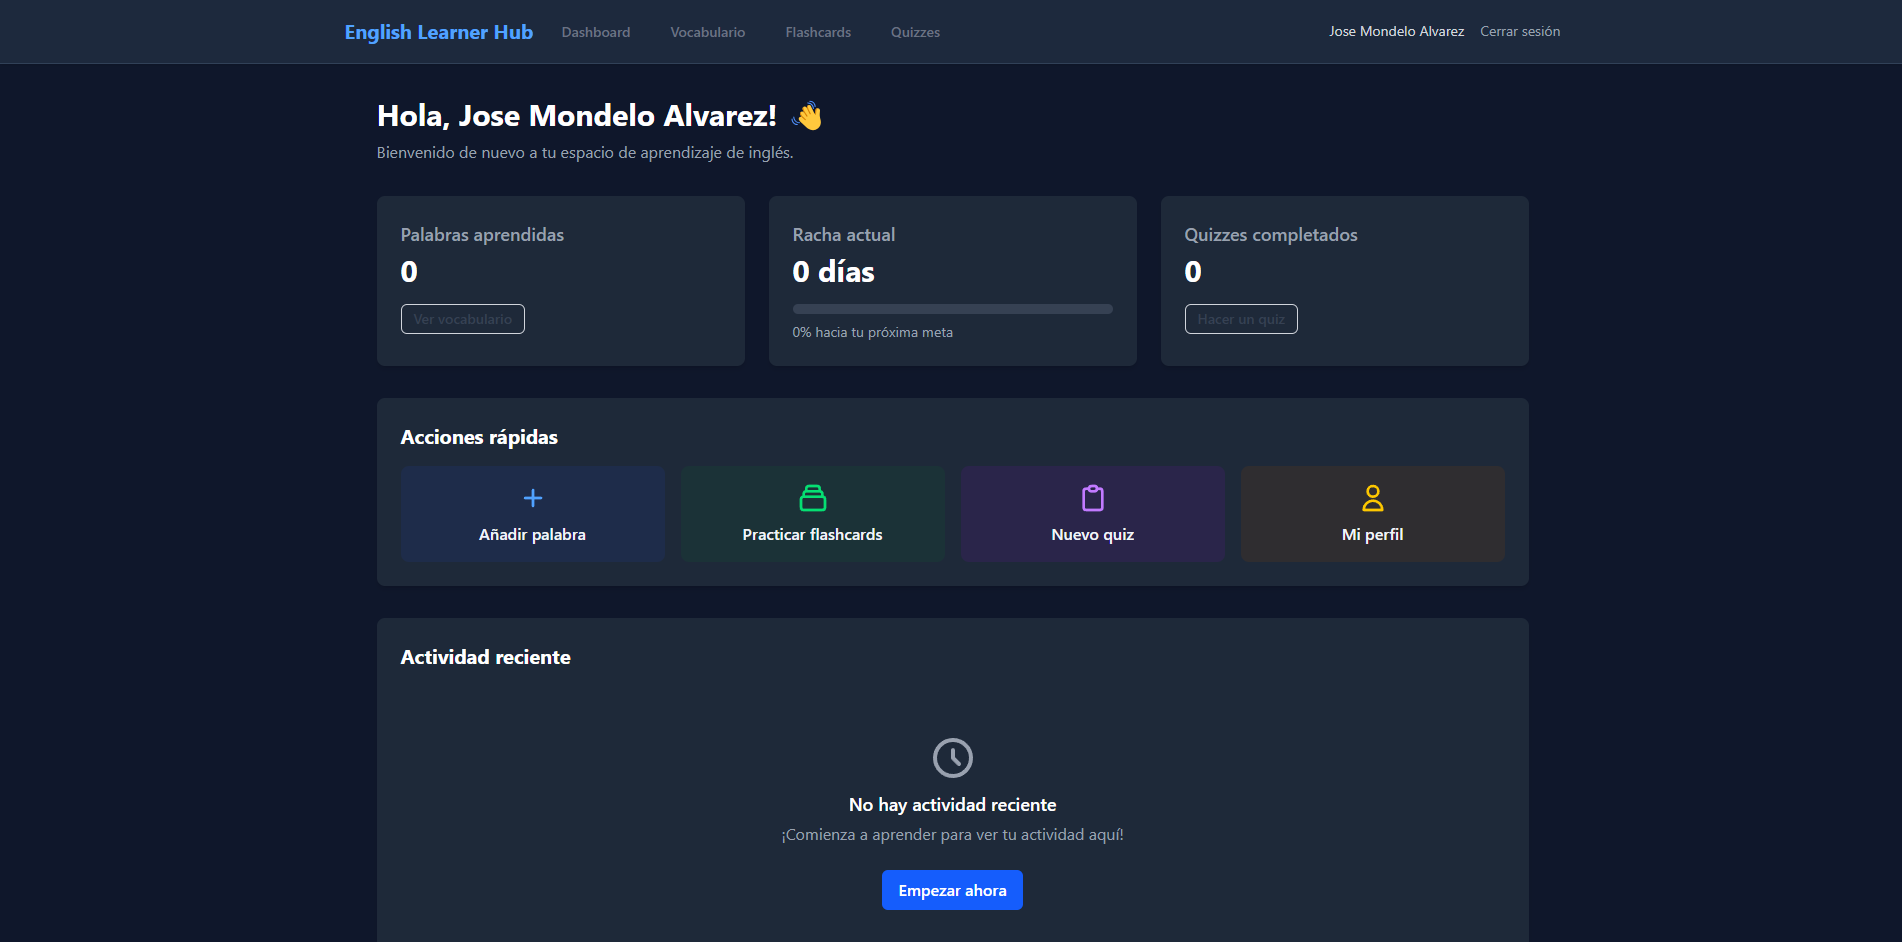 English Learner Hub Dashboard Vocabulario Flashcards Quizzes Jose Mondelo Alvarez Cerrar sesión
Hola, Jose Mondelo Alvarez! 👋
Bienvenido de nuevo a tu espacio de aprendizaje de inglés.
Palabras aprendidas
0
Ver vocabulario
Racha actual
0 días
0% hacia tu próxima meta
Quizzes completados
0
Hacer un quiz
Acciones rápidas
Añadir palabra
Practicar flashcards
Nuevo quiz
Mi perfil
Actividad reciente
No hay actividad reciente
¡Comienza a aprender para ver tu actividad aquí!
Empezar ahora